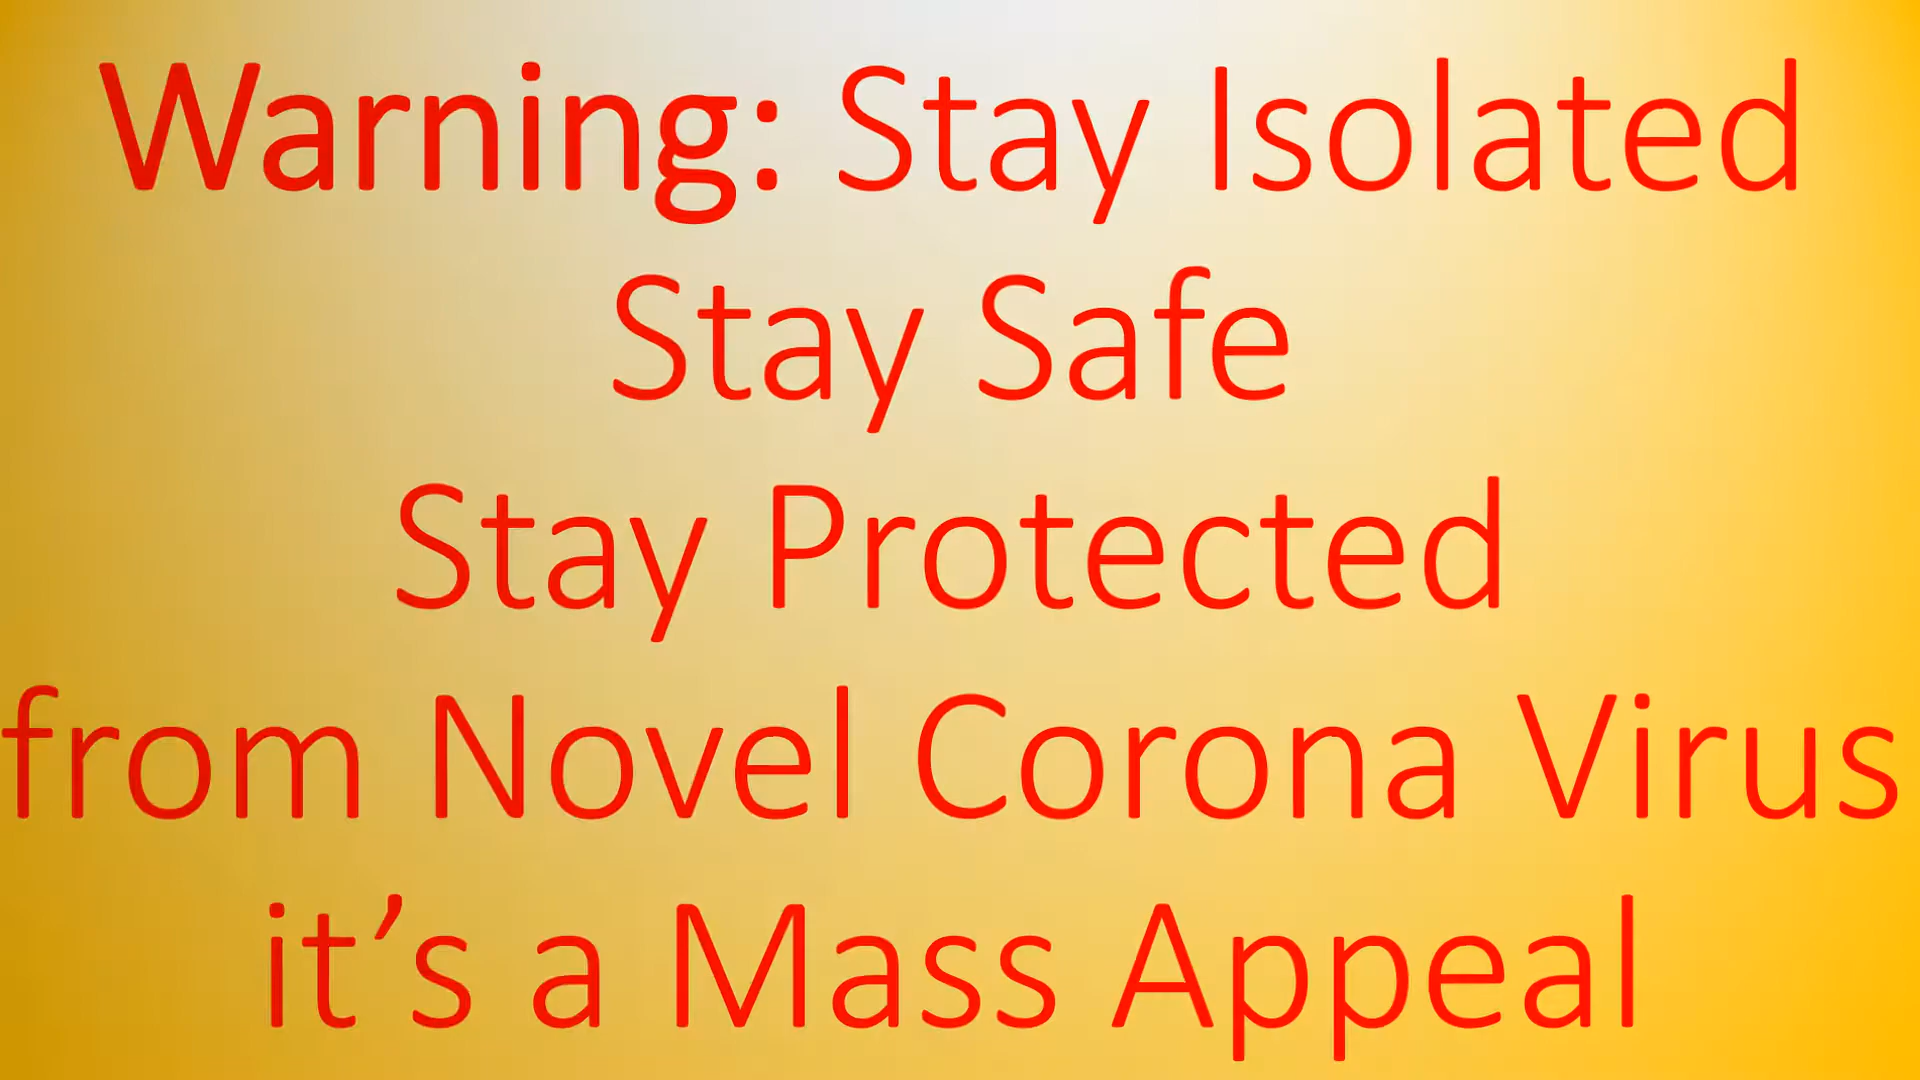 Warning: Stay Isolated
Stay Safe
Stay Protected
from Novel Corona Virus
it’s a Mass Appeal